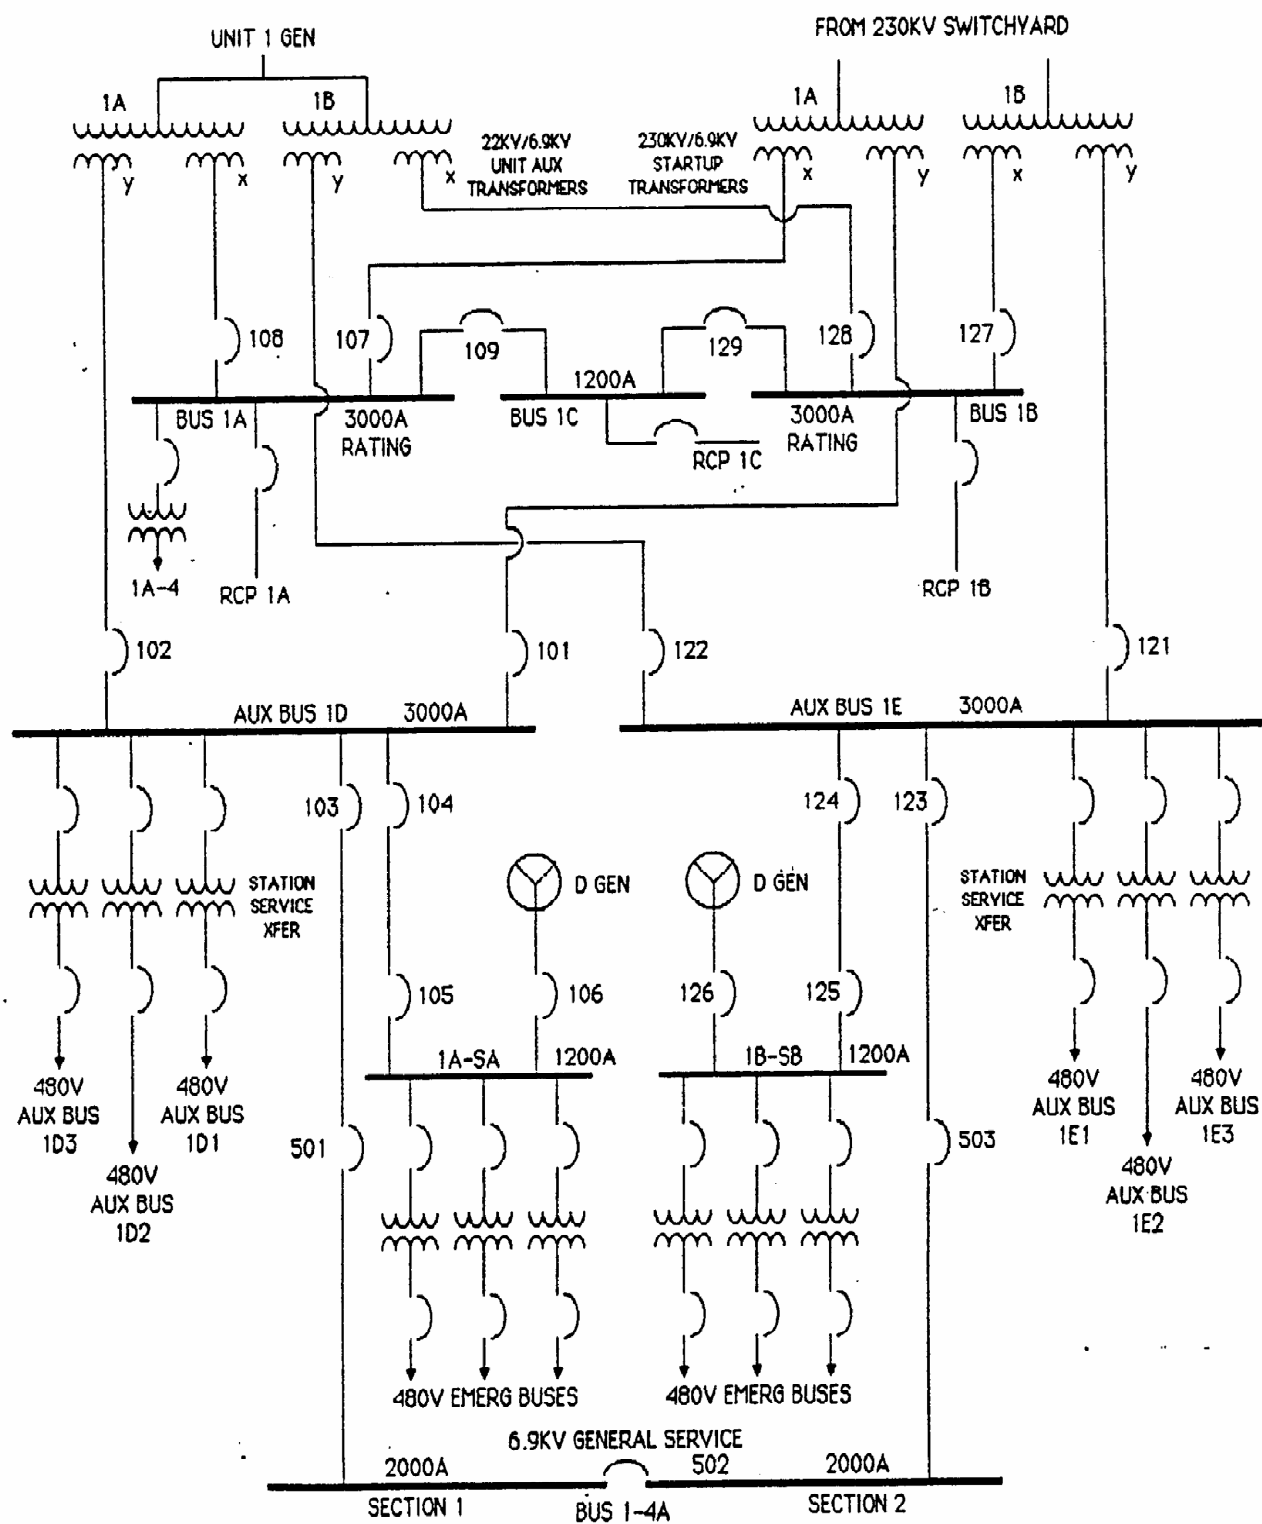 UNIT 1 GEN
FROM 230KV SWITCHYARD
1A
1B
1A
1B
22KV/6.9KV
UNIT AUX
TRANSFORMERS
230KV/6.9KV
STARTUP
TRANSFORMERS
y
x
y
x
x
y
x
y
108
107
109
129
128
127
BUS 1A
3000A
RATING
BUS 1C
1200A
3000A
RATING
BUS 1B
RCP 1C
1A-4
RCP 1A
RCP 1B
102
101
122
121
AUX BUS 1D
3000A
AUX BUS 1E
3000A
103
104
124
123
STATION
SERVICE
XFER
D GEN
D GEN
STATION
SERVICE
XFER
105
106
126
125
1A-SA
1200A
1B-SB
1200A
480V
AUX BUS
1D3
480V
AUX BUS
1D2
480V
AUX BUS
1D1
480V
AUX BUS
1E1
480V
AUX BUS
1E2
480V
AUX BUS
1E3
501
503
480V EMERG BUSES
480V EMERG BUSES
6.9KV GENERAL SERVICE
2000A
502
2000A
SECTION 1
BUS 1-4A
SECTION 2